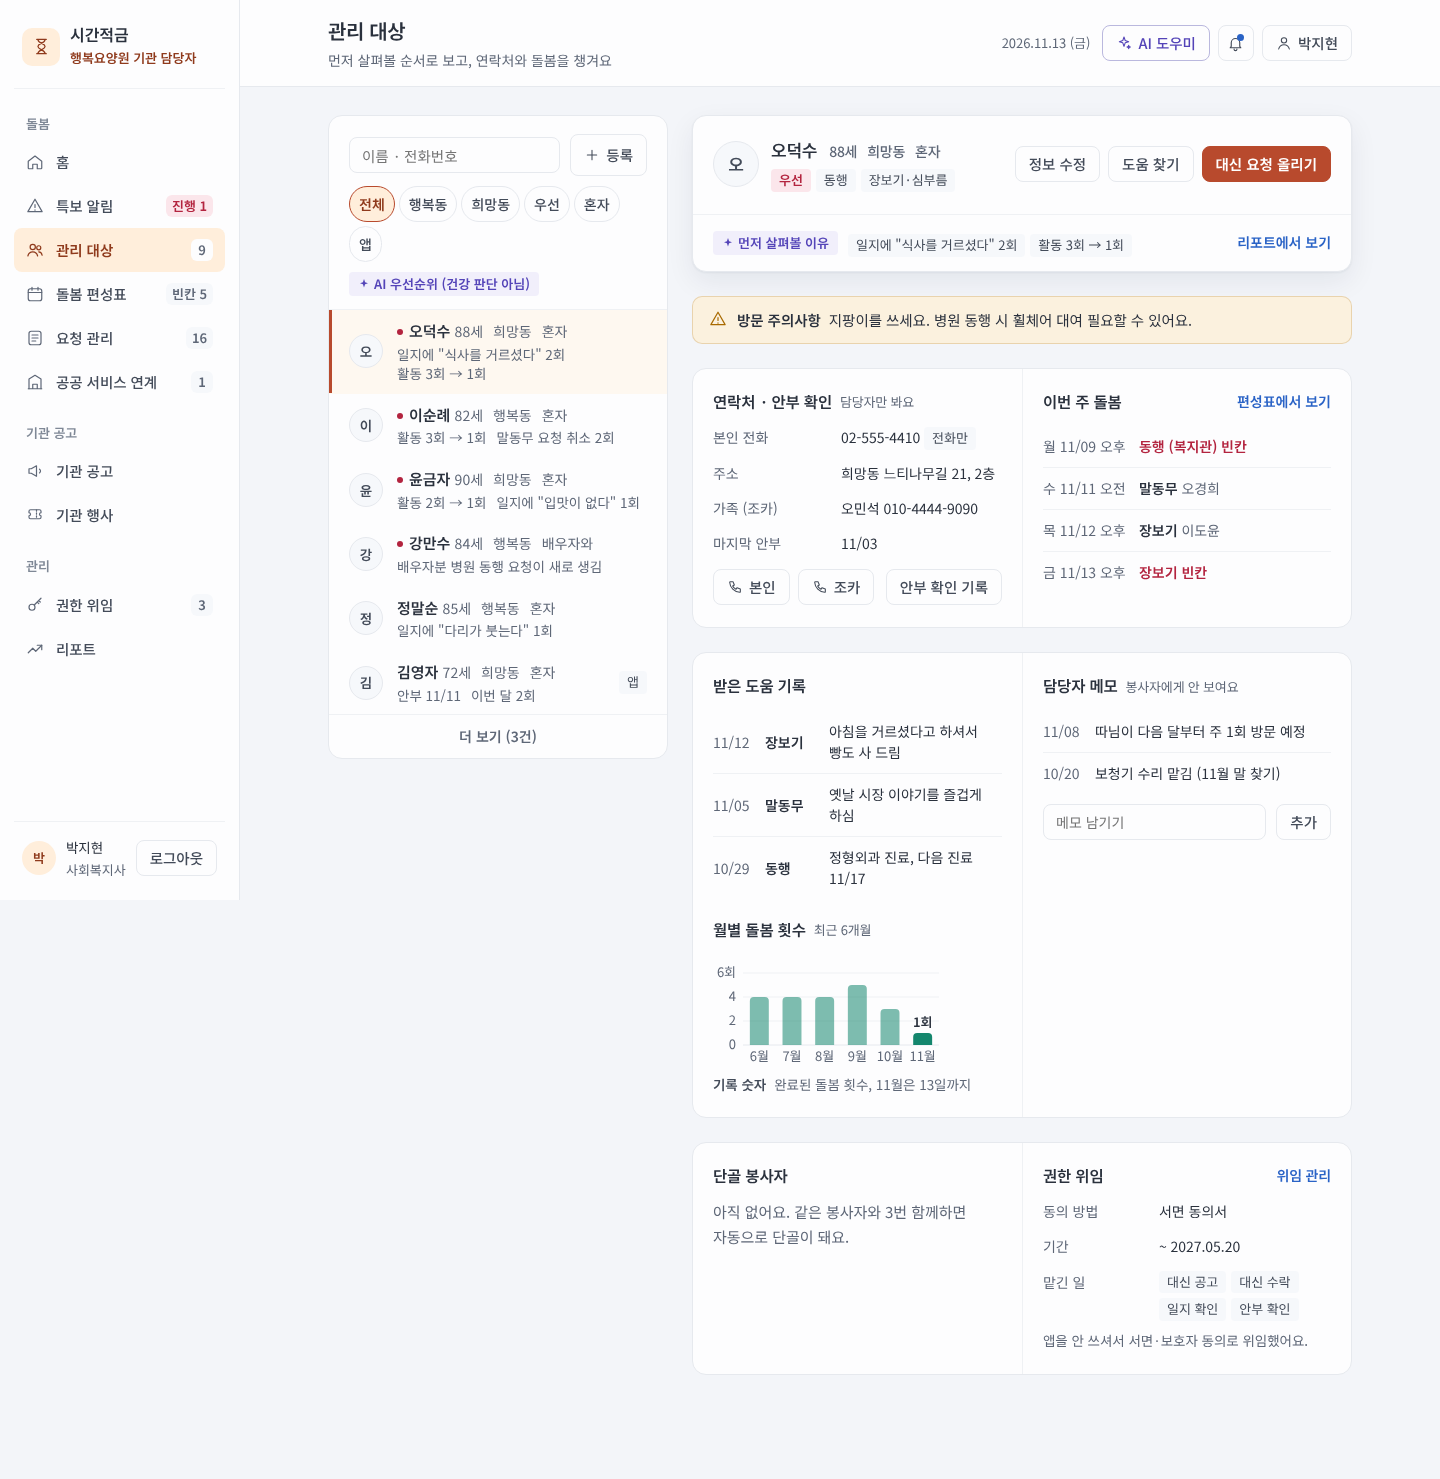 시간적금
행복요양원 기관 담당자
돌봄
홈
특보 알림 진행 1
관리 대상 9
돌봄 편성표 빈칸 5
요청 관리 16
공공 서비스 연계 1
기관 공고
기관 공고
기관 행사
관리
권한 위임 3
리포트
박
박지현
사회복지사
로그아웃
관리 대상
먼저 살펴볼 순서로 보고, 연락처와 돌봄을 챙겨요
2026.11.13 (금)
AI 도우미
박지현
이름 · 전화번호
등록
전체 행복동 희망동 우선 혼자
앱
AI 우선순위 (건강 판단 아님)
오
오덕수 88세 희망동 혼자
일지에 "식사를 거르셨다" 2회
활동 3회 → 1회
이
이순례 82세 행복동 혼자
활동 3회 → 1회 말동무 요청 취소 2회
윤
윤금자 90세 희망동 혼자
활동 2회 → 1회 일지에 "입맛이 없다" 1회
강
강만수 84세 행복동 배우자와
배우자분 병원 동행 요청이 새로 생김
정
정말순 85세 행복동 혼자
일지에 "다리가 붓는다" 1회
김
김영자 72세 희망동 혼자
안부 11/11 이번 달 2회
앱
더 보기 (3건)
오
오덕수 88세 희망동 혼자
우선 동행 장보기·심부름
정보 수정
도움 찾기
대신 요청 올리기
먼저 살펴볼 이유 일지에 "식사를 거르셨다" 2회 활동 3회 → 1회
리포트에서 보기
방문 주의사항 지팡이를 쓰세요. 병원 동행 시 휠체어 대여 필요할 수 있어요.
연락처 · 안부 확인 담당자만 봐요
본인 전화 02-555-4410 전화만
주소 희망동 느티나무길 21, 2층
가족 (조카) 오민석 010-4444-9090
마지막 안부 11/03
본인 조카 안부 확인 기록
이번 주 돌봄 편성표에서 보기
월 11/09 오후 동행 (복지관) 빈칸
수 11/11 오전 말동무 오경희
목 11/12 오후 장보기 이도윤
금 11/13 오후 장보기 빈칸
받은 도움 기록
11/12 장보기 아침을 거르셨다고 하셔서
빵도 사 드림
11/05 말동무 옛날 시장 이야기를 즐겁게
하심
10/29 동행 정형외과 진료, 다음 진료
11/17
월별 돌봄 횟수 최근 6개월
6회
4
2
0
1회
6월 7월 8월 9월 10월 11월
기록 숫자 완료된 돌봄 횟수, 11월은 13일까지
담당자 메모 봉사자에게 안 보여요
11/08 따님이 다음 달부터 주 1회 방문 예정
10/20 보청기 수리 맡김 (11월 말 찾기)
메모 남기기
추가
단골 봉사자
아직 없어요. 같은 봉사자와 3번 함께하면
자동으로 단골이 돼요.
권한 위임 위임 관리
동의 방법 서면 동의서
기간 ~ 2027.05.20
맡긴 일 대신 공고 대신 수락
일지 확인 안부 확인
앱을 안 쓰셔서 서면·보호자 동의로 위임했어요.